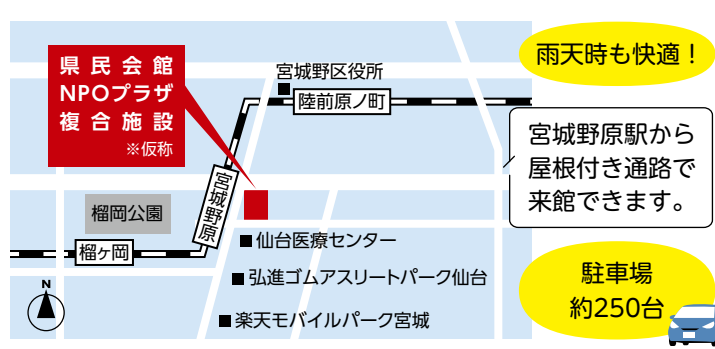 県民会館
NPOプラザ
複合施設
※仮称
宮城野区役所
陸前原ノ町
宮城野原
榴岡公園
榴ヶ岡
仙台医療センター
弘進ゴムアスリートパーク仙台
楽天モバイルパーク宮城
N
雨天時も快適！
宮城野原駅から
屋根付き通路で
来館できます。
駐車場
約250台